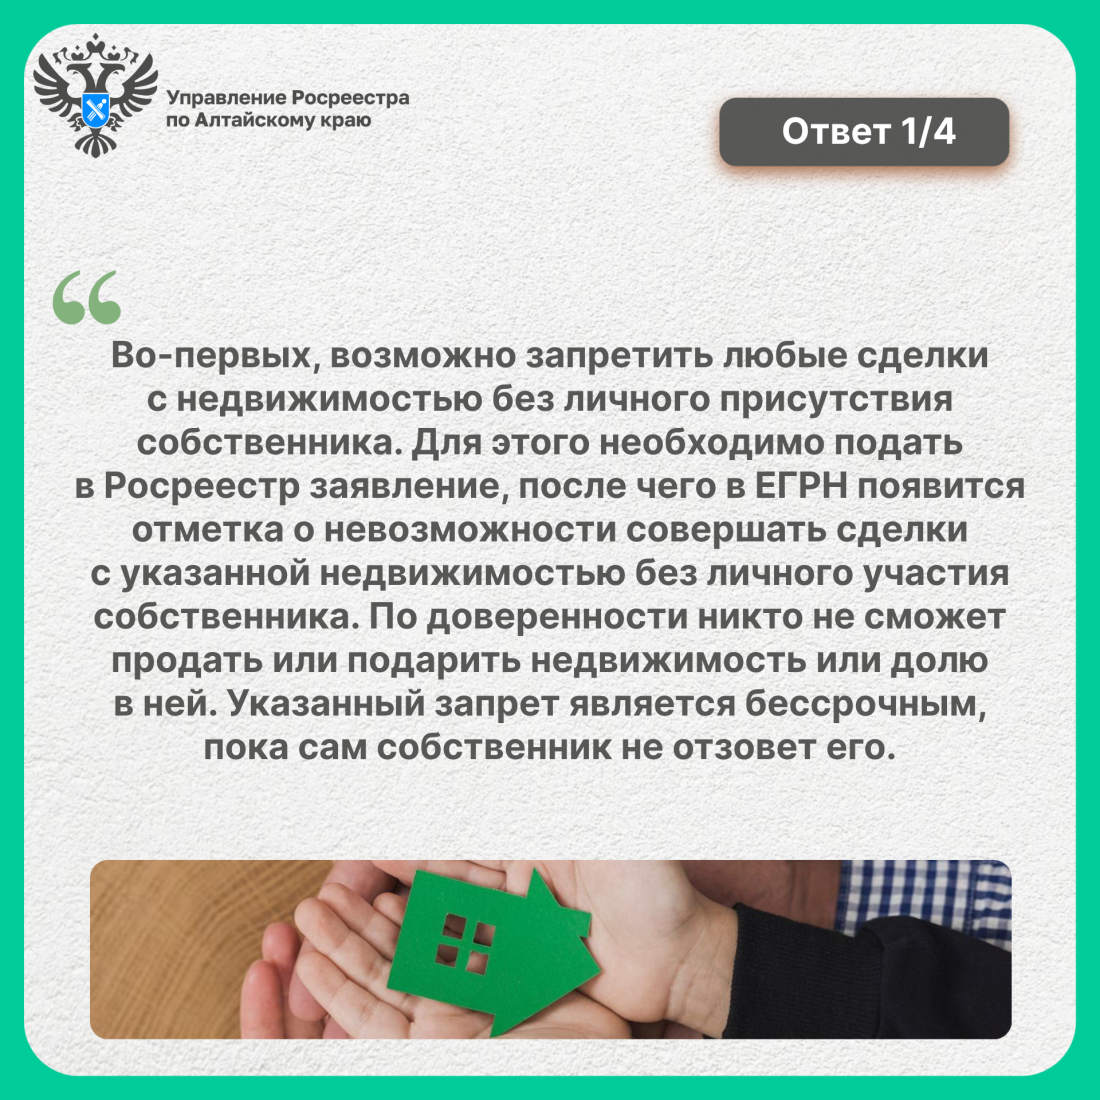 Управление Росреестра
по Алтайскому краю
Ответ 1/4
“
Во-первых, возможно запретить любые сделки
с недвижимостью без личного присутствия
собственника. Для этого необходимо подать
в Росреестр заявление, после чего в ЕГРН появится
отметка о невозможности совершать сделки
с указанной недвижимостью без личного участия
собственника. По доверенности никто не сможет
продать или подарить недвижимость или долю
в ней. Указанный запрет является бессрочным,
пока сам собственник не отзовет его.